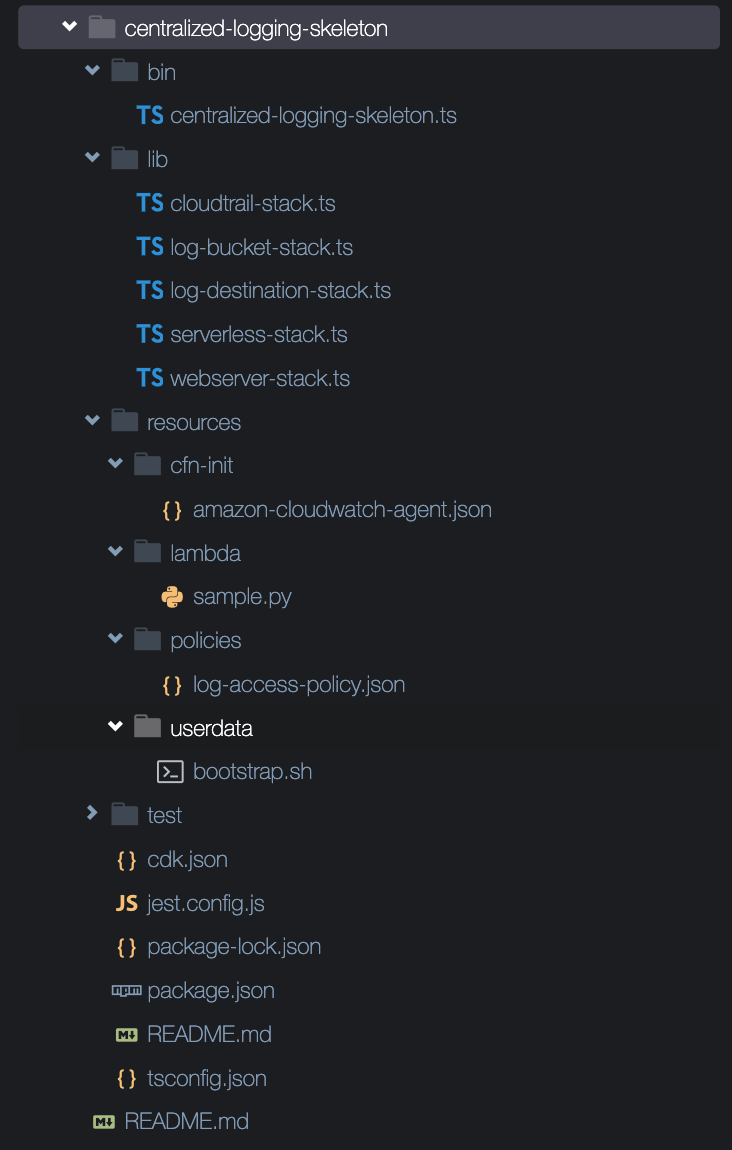 centralized-logging-skeleton
bin
TS centralized-logging-skeleton.ts
lib
TS cloudtrail-stack.ts
TS log-bucket-stack.ts
TS log-destination-stack.ts
TS serverless-stack.ts
TS webserver-stack.ts
resources
cfn-init
{ } amazon-cloudwatch-agent.json
lambda
sample.py
policies
{ } log-access-policy.json
userdata
>_ bootstrap.sh
test
{ } cdk.json
JS jest.config.js
{ } package-lock.json
npm package.json
M↓ README.md
{ } tsconfig.json
M↓ README.md